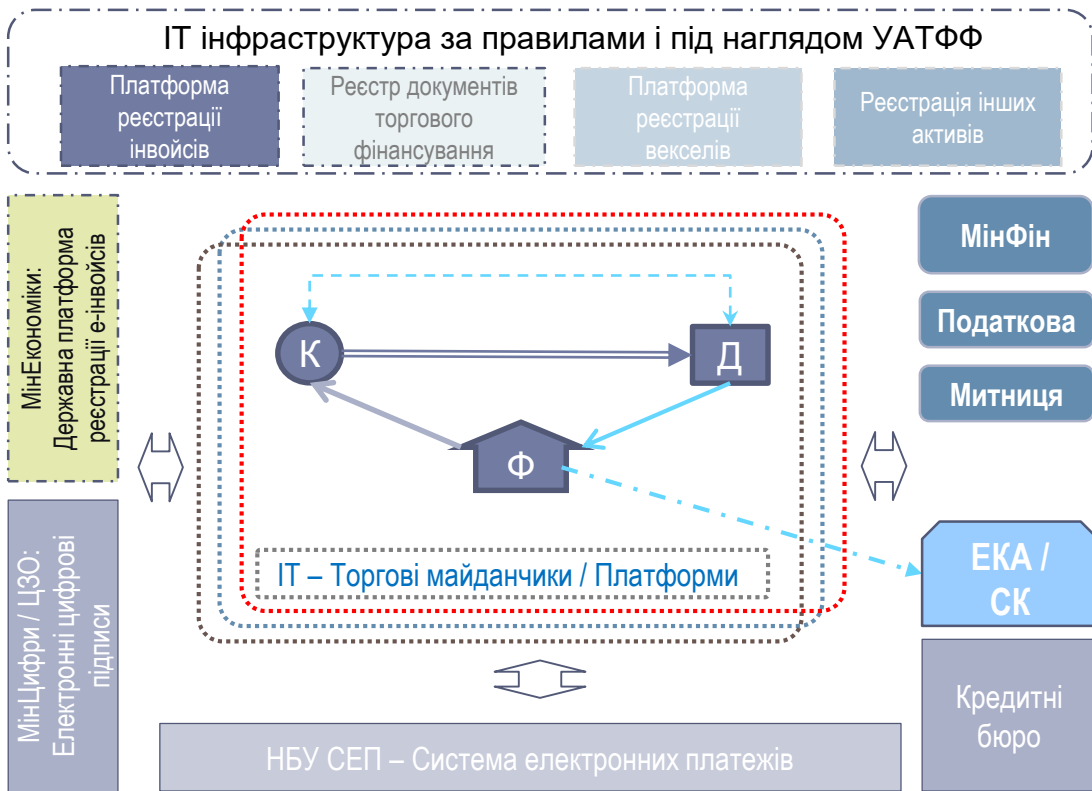 ІТ інфраструктура за правилами і під наглядом УАТФФ
Платформа
реєстрації
інвойсів
Реєстр документів
торгового
фінансування
Платформа
реєстрації
векселів
Реєстрація інших
активів
МінЕкономіки:
Державна платформа
реєстрації е-інвойсів
МінЦифри / ЦЗО:
Електронні цифрові
підписи
К
Д
Ф
ІТ – Торгові майданчики / Платформи
МінФін
Податкова
Митниця
ЕКА /
СК
Кредитні
бюро
НБУ СЕП – Система електронних платежів